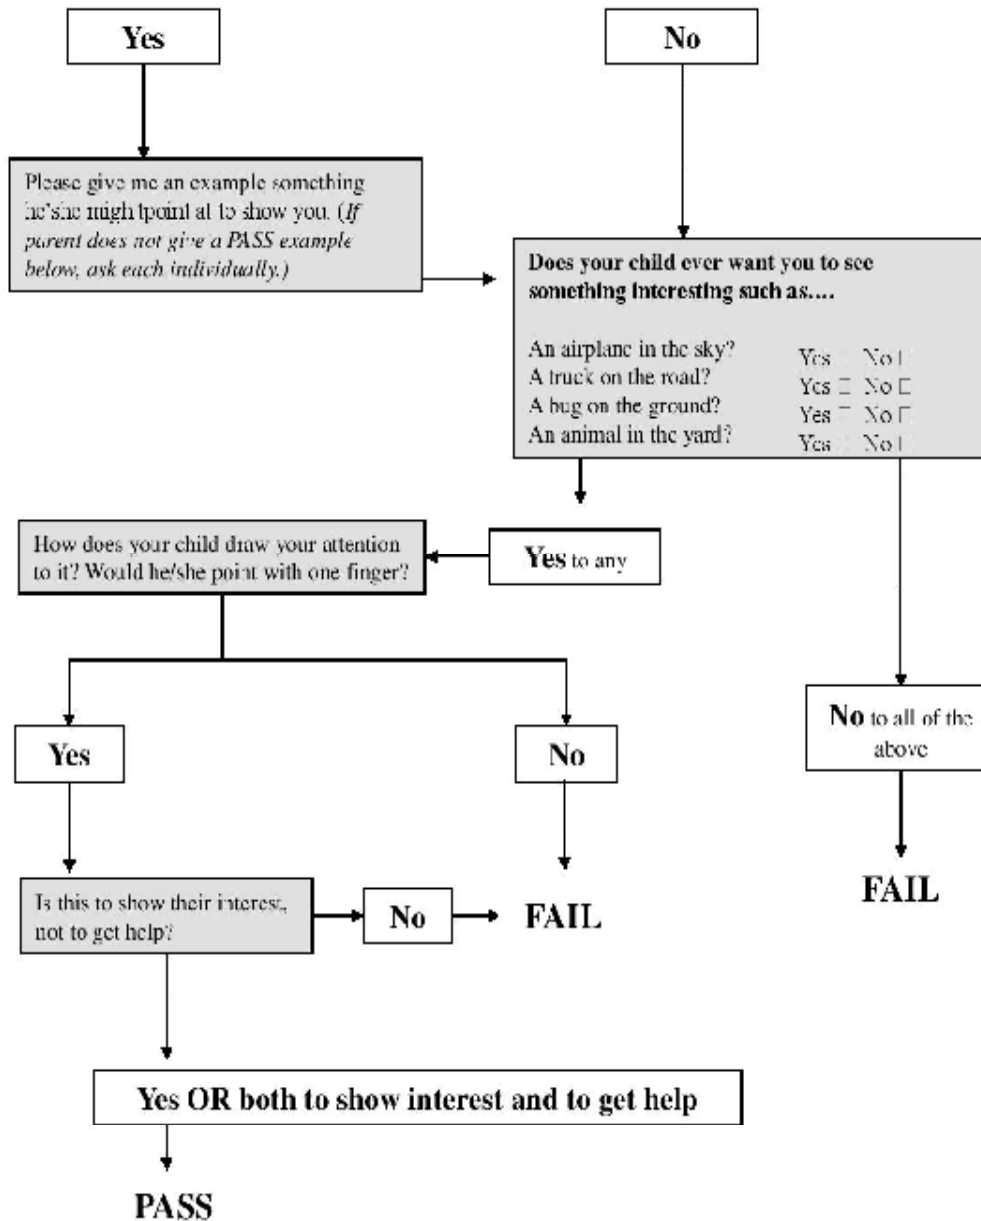 Yes
No
Please give me an example something
he'she mightpoint at to show you. (If
parent does not give a PASS example
below, ask each individually.)
Does your child ever want you to see
something interesting such as....
An airplane in the sky? Yes No
A truck on the road? Yes □ No □
A bug on the ground? Yes □ No □
An animal in the yard? Yes No
How does your child draw your attention
to it? Would he/she point with one finger?
Yes to any
Yes
No
No to all of the
above
Is this to show their interest,
not to get help?
No
FAIL
FAIL
Yes OR both to show interest and to get help
PASS